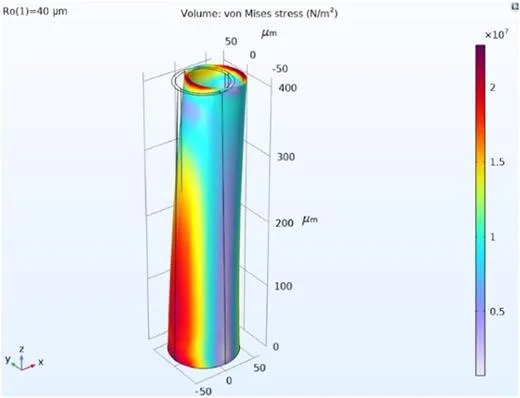 Ro(1)=40 μm
Volume: von Mises stress (N/m²)
μm
50
0
-50
400
300
200 μm
100
0
50
0
-50
×10⁷
2
1.5
1
0.5
z
y
x